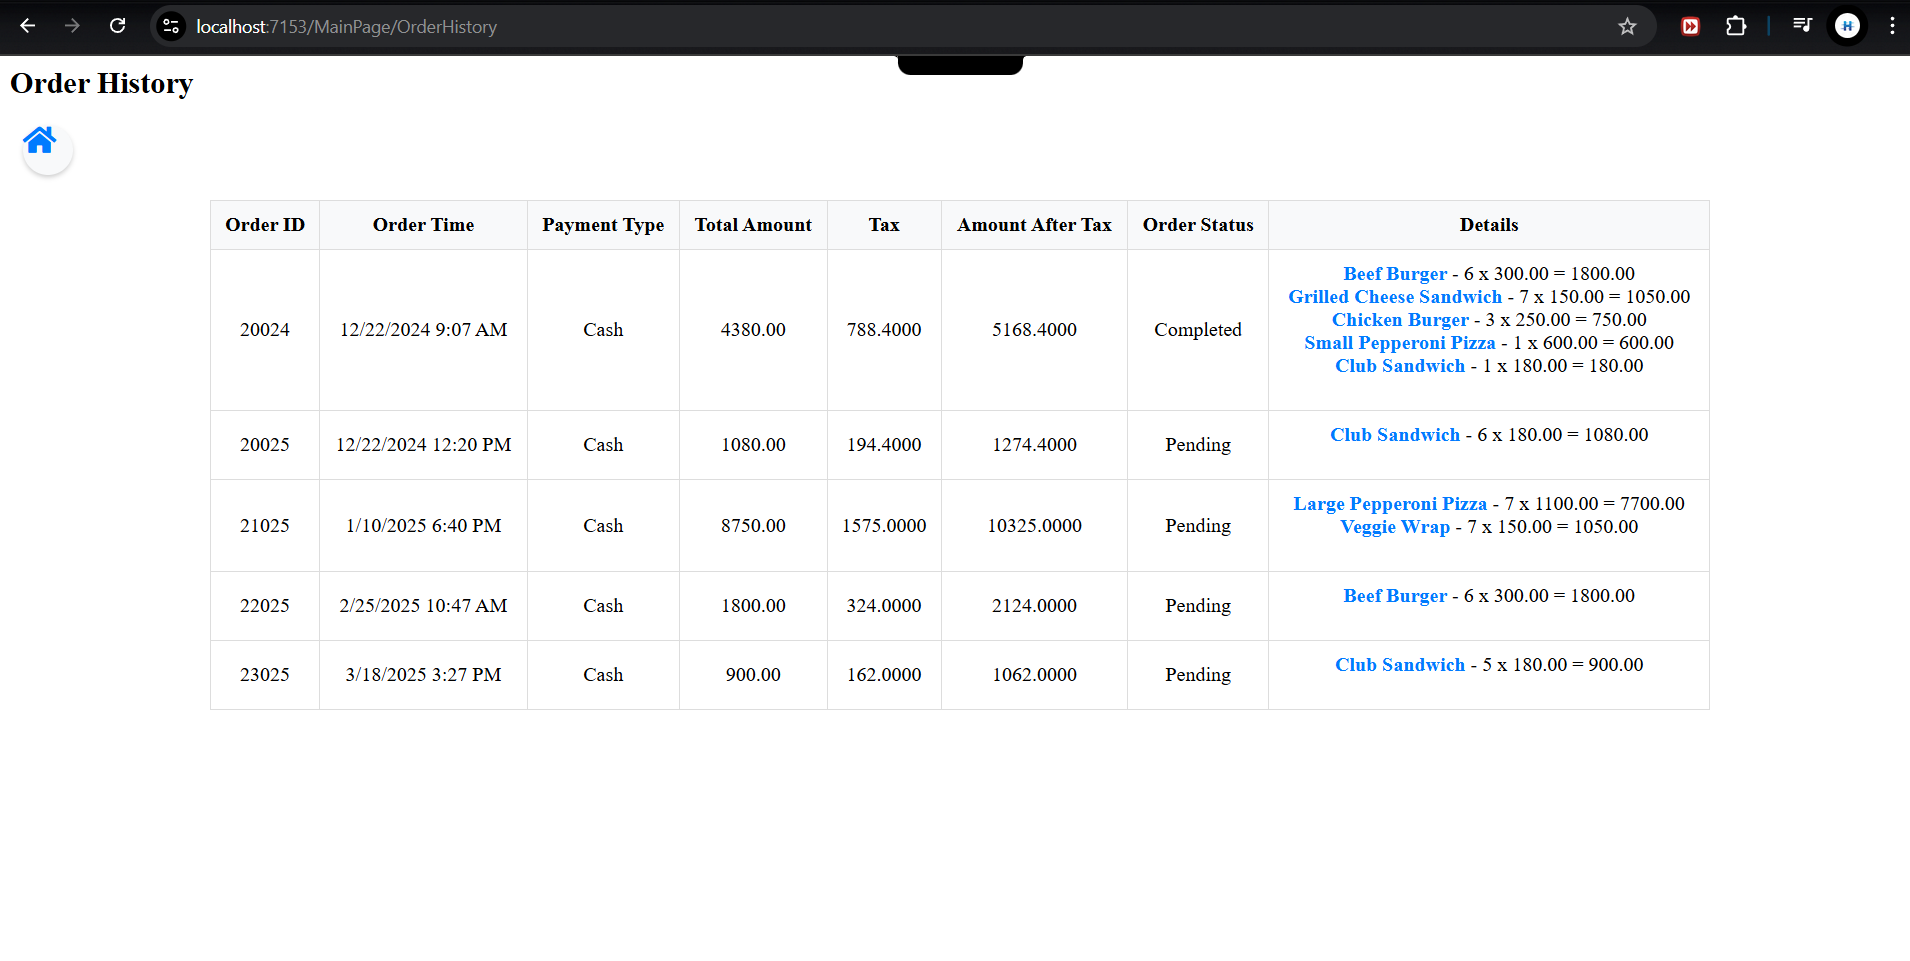 localhost:7153/MainPage/OrderHistory
H
Order History
Order ID Order Time Payment Type Total Amount Tax Amount After Tax Order Status Details
20024 12/22/2024 9:07 AM Cash 4380.00 788.4000 5168.4000 Completed
Beef Burger - 6 x 300.00 = 1800.00
Grilled Cheese Sandwich - 7 x 150.00 = 1050.00
Chicken Burger - 3 x 250.00 = 750.00
Small Pepperoni Pizza - 1 x 600.00 = 600.00
Club Sandwich - 1 x 180.00 = 180.00
20025 12/22/2024 12:20 PM Cash 1080.00 194.4000 1274.4000 Pending
Club Sandwich - 6 x 180.00 = 1080.00
21025 1/10/2025 6:40 PM Cash 8750.00 1575.0000 10325.0000 Pending
Large Pepperoni Pizza - 7 x 1100.00 = 7700.00
Veggie Wrap - 7 x 150.00 = 1050.00
22025 2/25/2025 10:47 AM Cash 1800.00 324.0000 2124.0000 Pending
Beef Burger - 6 x 300.00 = 1800.00
23025 3/18/2025 3:27 PM Cash 900.00 162.0000 1062.0000 Pending
Club Sandwich - 5 x 180.00 = 900.00